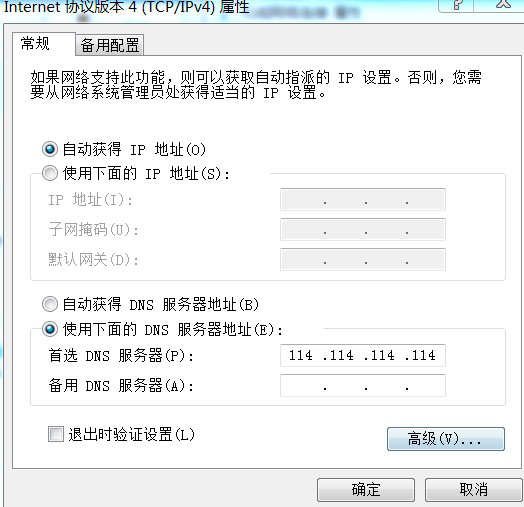 Internet 协议版本 4 (TCP/IPv4) 属性
常规
备用配置
如果网络支持此功能，则可以获取自动指派的 IP 设置。否则，您需
要从网络系统管理员处获得适当的 IP 设置。
自动获得 IP 地址(O)
使用下面的 IP 地址(S):
IP 地址(I):
. . .
子网掩码(U):
. . .
默认网关(D):
. . .
自动获得 DNS 服务器地址(B)
使用下面的 DNS 服务器地址(E):
首选 DNS 服务器(P):
114 .114 .114 .114
备用 DNS 服务器(A):
. . .
退出时验证设置(L)
高级(V)...
确定
取消